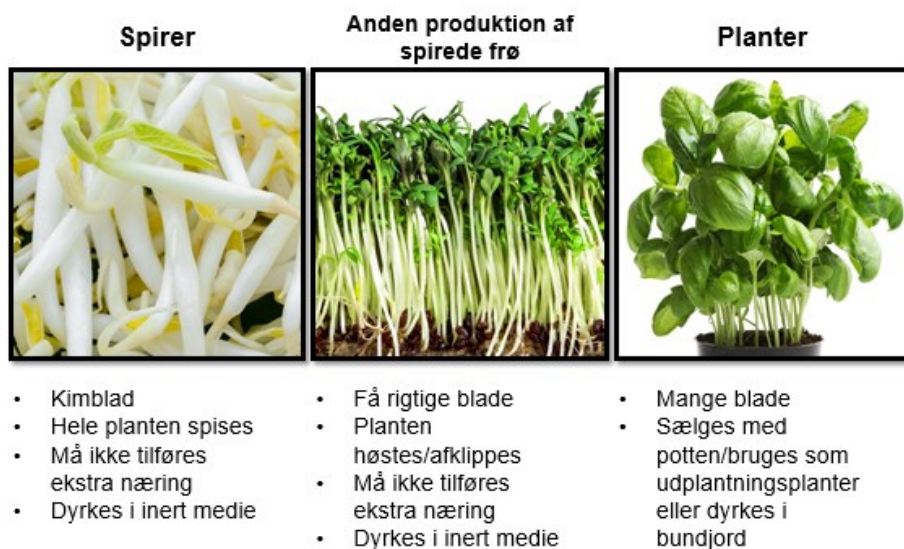 Spirer
Anden produktion af
spirede frø
Planter
• Kimblad
• Hele planten spises
• Må ikke tilføres
ekstra næring
• Dyrkes i inert medie
• Få rigtige blade
• Planten
høstes/afklippes
• Må ikke tilføres
ekstra næring
• Dyrkes i inert medie
• Mange blade
• Sælges med
potten/bruges som
udplantningsplanter
eller dyrkes i
bundjord